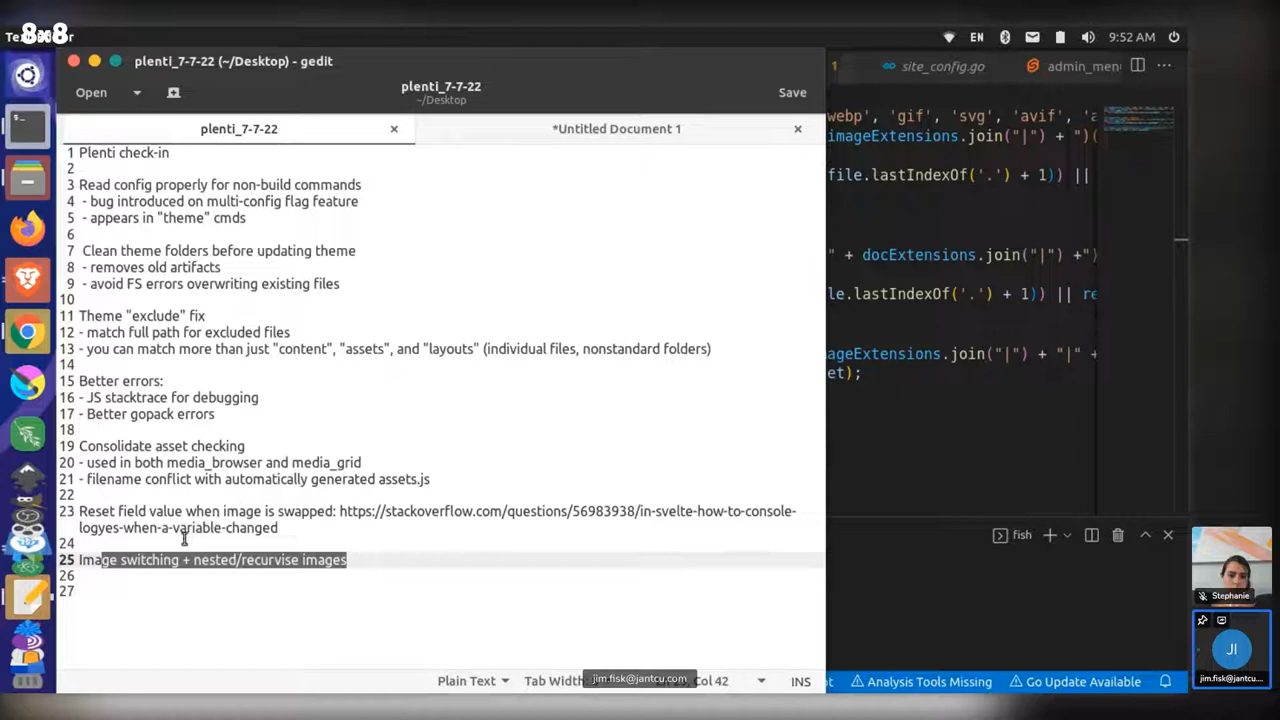 8x8
Te
EN
9:52 AM
plenti_7-7-22 (~/Desktop) - gedit
Open
plenti_7-7-22
~/Desktop
Save
site_config.go
admin_menu
plenti_7-7-22
*Untitled Document 1
1 Plenti check-in
2
3 Read config properly for non-build commands
4 - bug introduced on multi-config flag feature
5 - appears in "theme" cmds
6
7 Clean theme folders before updating theme
8 - removes old artifacts
9 - avoid FS errors overwriting existing files
10
11 Theme "exclude" fix
12 - match full path for excluded files
13 - you can match more than just "content", "assets", and "layouts" (individual files, nonstandard folders)
14
15 Better errors:
16 - JS stacktrace for debugging
17 - Better gopack errors
18
19 Consolidate asset checking
20 - used in both media_browser and media_grid
21 - filename conflict with automatically generated assets.js
22
23 Reset field value when image is swapped: https://stackoverflow.com/questions/56983938/in-svelte-how-to-console-
logyes-when-a-variable-changed
24
25 Image switching + nested/recurvise images
26
27
webp', 'gif', 'svg', 'avif', 'a
imageExtensions.join("|") + ")(
file.lastIndexOf('.') + 1)) ||
" + docExtensions.join("|") +")
le.lastIndexOf('.') + 1)) || re
ageExtensions.join("|") + "|" +
et);
fish
Plain Text
Tab Width:
jim.fisk@jantcu.com
Col 42
INS
Analysis Tools Missing
Go Update Available
Stephanie
JI
jim.fisk@jantcu....